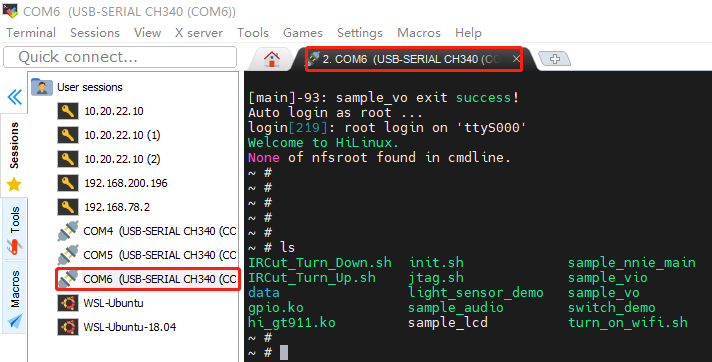 COM6  (USB-SERIAL CH340 (COM6))
Terminal Sessions View X server Tools Games Settings Macros Help
Quick connect...
2. COM6  (USB-SERIAL CH340 (CO
Sessions
Tools
Macros
User sessions
10.20.22.10
10.20.22.10 (1)
10.20.22.10 (2)
192.168.200.196
192.168.78.2
COM4  (USB-SERIAL CH340 (CO
COM5  (USB-SERIAL CH340 (CO
COM6  (USB-SERIAL CH340 (CO
WSL-Ubuntu
WSL-Ubuntu-18.04
[main]-93: sample_vo exit success!
Auto login as root ...
login[219]: root login on 'ttyS000'
Welcome to HiLinux.
None of nfsroot found in cmdline.
~ #
~ #
~ #
~ #
~ #
~ # ls
IRCut_Turn_Down.sh  init.sh  sample_nnie_main
IRCut_Turn_Up.sh  jtag.sh  sample_vio
data  light_sensor_demo  sample_vo
gpio.ko  sample_audio  switch_demo
hi_gt911.ko  sample_lcd  turn_on_wifi.sh
~ #
~ #